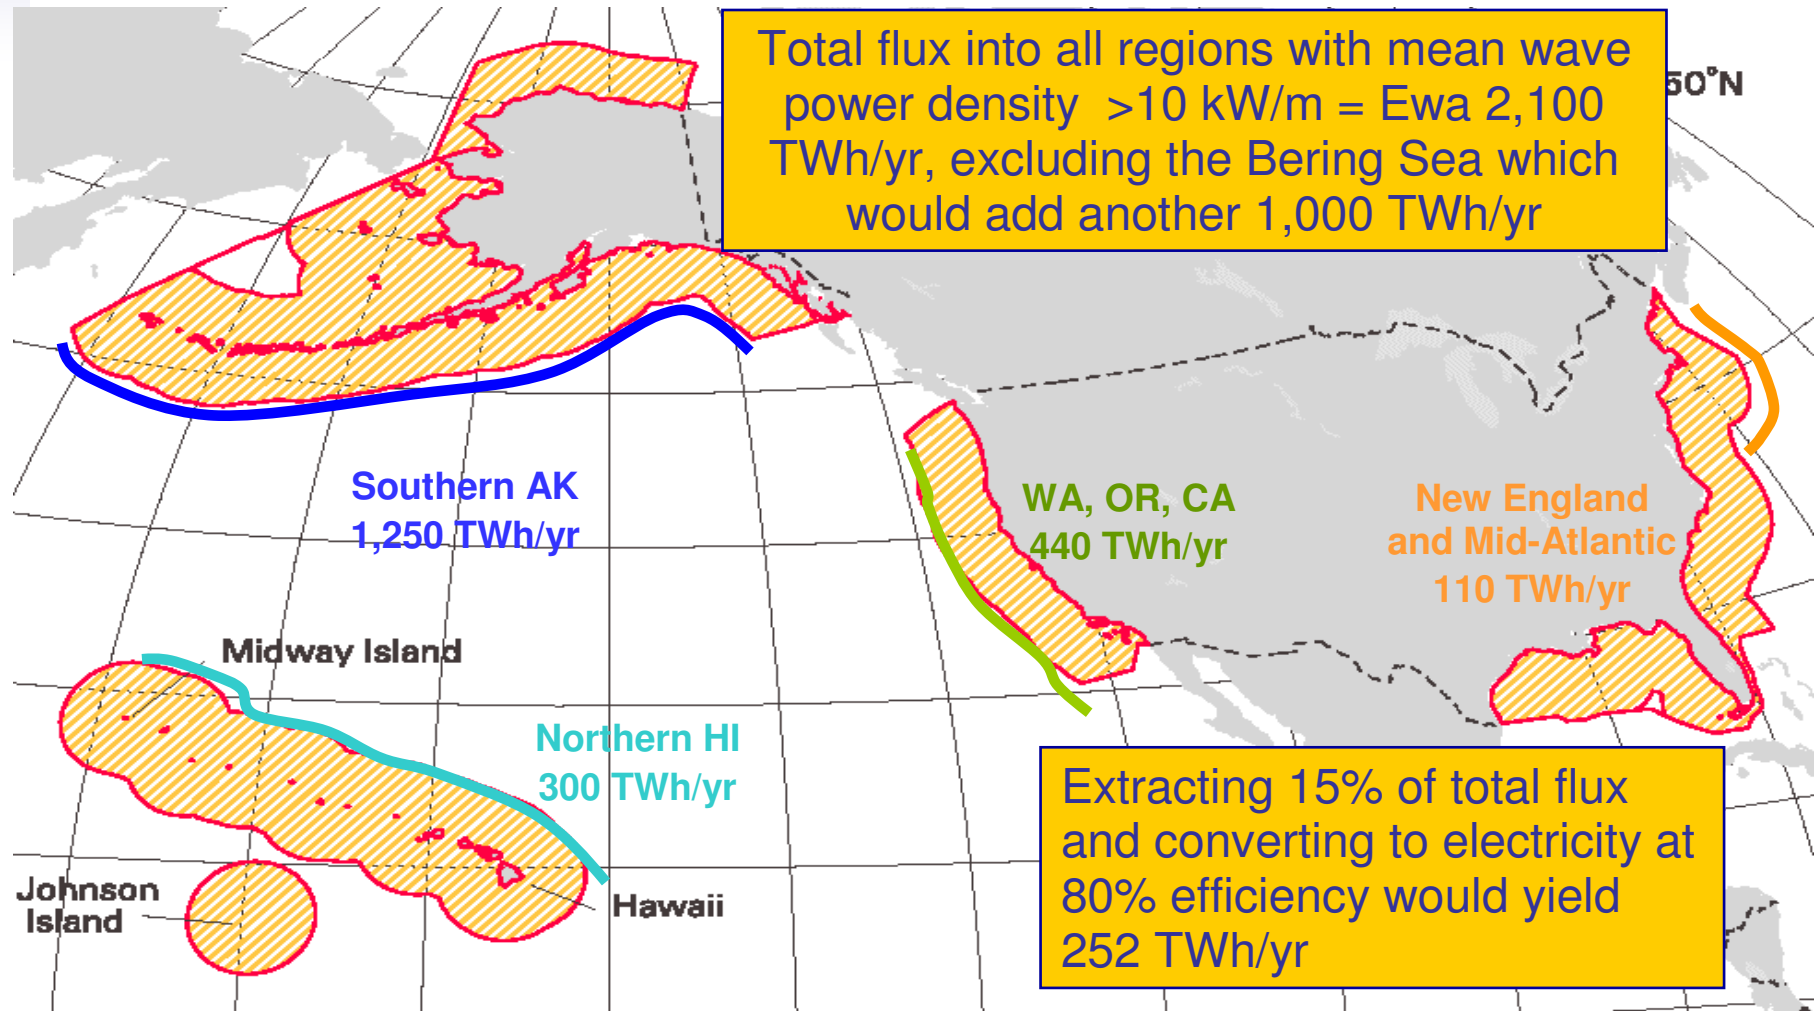 Total flux into all regions with mean wave
power density >10 kW/m = Ewa 2,100
TWh/yr, excluding the Bering Sea which
would add another 1,000 TWh/yr
50°N
Southern AK
1,250 TWh/yr
WA, OR, CA
440 TWh/yr
New England
and Mid-Atlantic
110 TWh/yr
Midway Island
Northern HI
300 TWh/yr
Extracting 15% of total flux
and converting to electricity at
80% efficiency would yield
252 TWh/yr
Johnson
Island
Hawaii